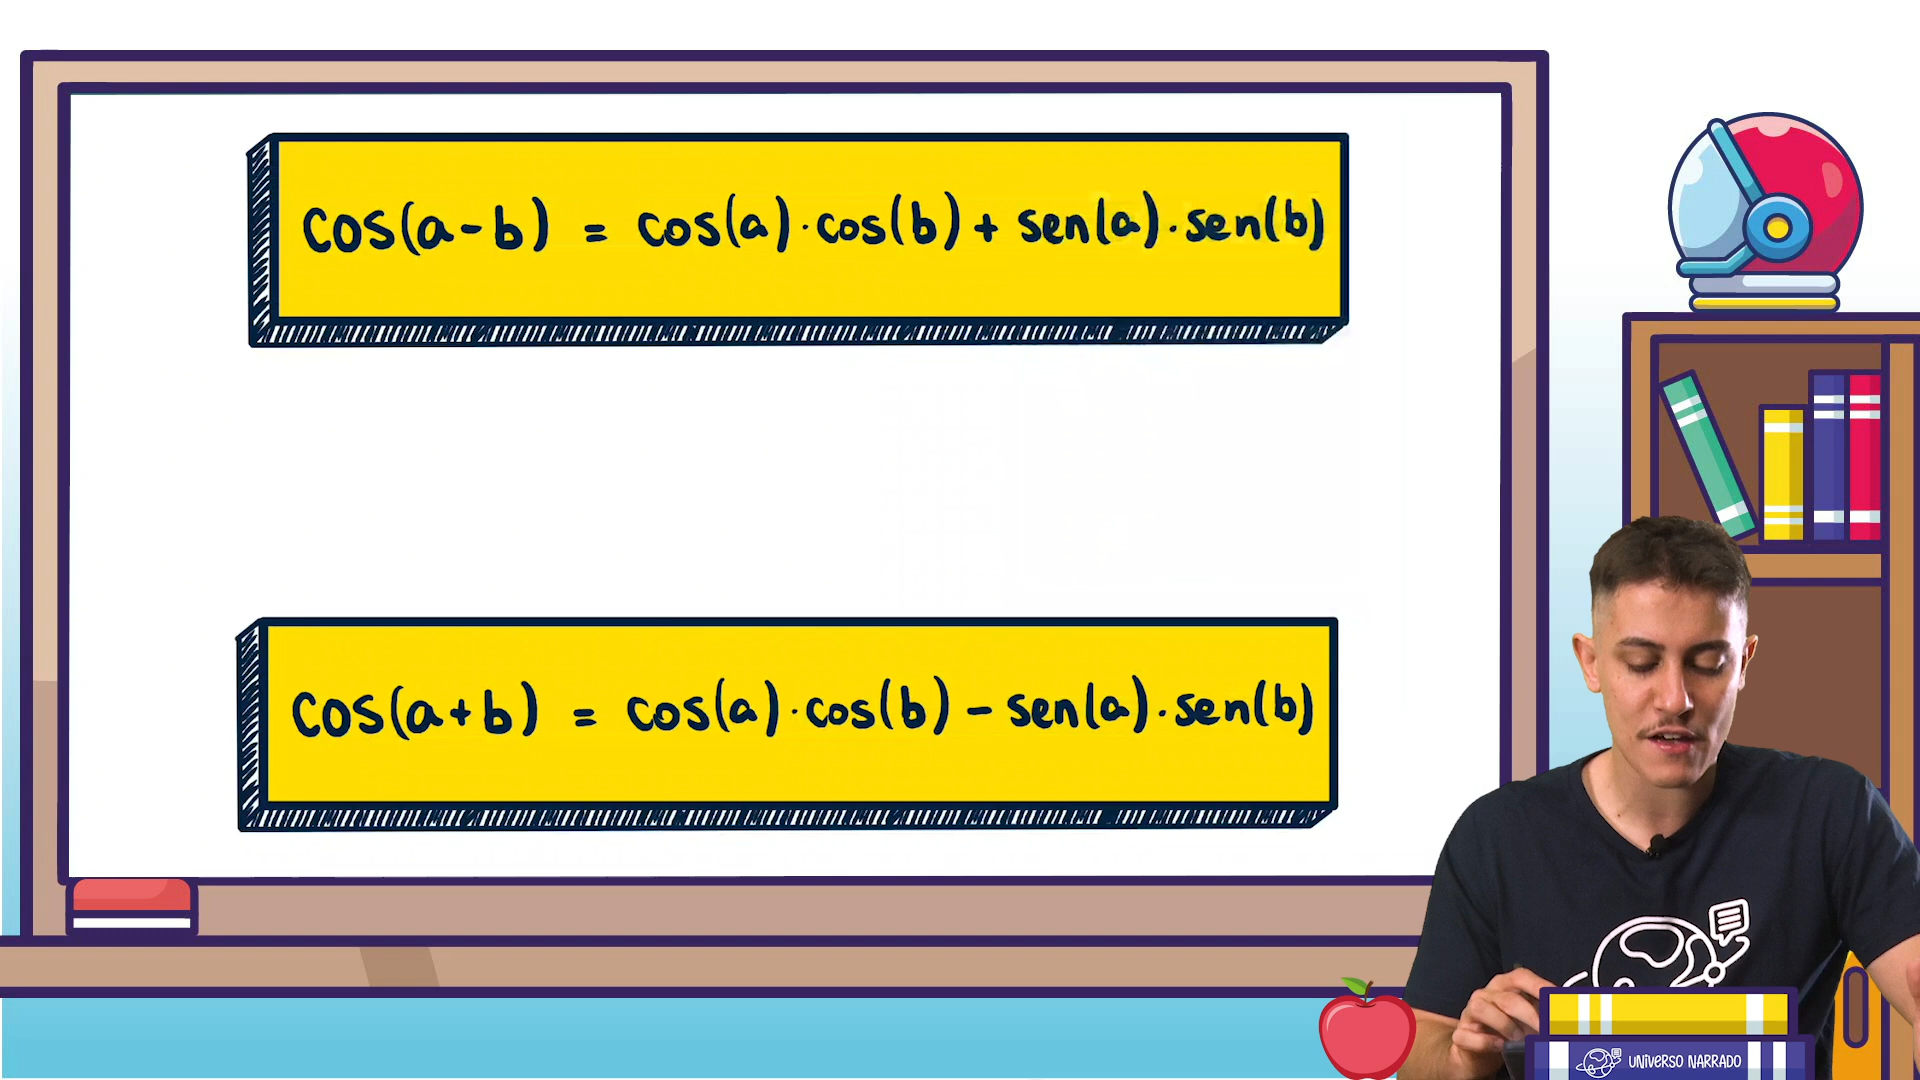 cos(a-b) = cos(a)·cos(b) + sen(a)·sen(b)
cos(a+b) = cos(a)·cos(b) - sen(a)·sen(b)
UNIVERSO NARRADO